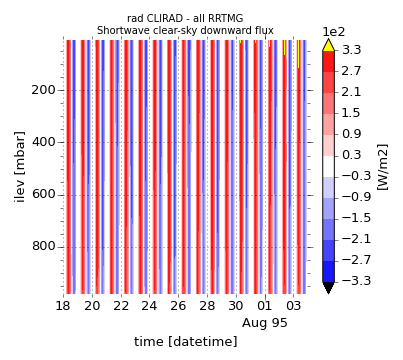 rad CLIRAD - all RRTMG
Shortwave clear-sky downward flux
1e2
3.3
2.7
2.1
1.5
0.9
0.3
−0.3
−0.9
−1.5
−2.1
−2.7
−3.3
[W/m2]
ilev [mbar]
200
400
600
800
18 20 22 24 26 28 30 01 03
Aug 95
time [datetime]